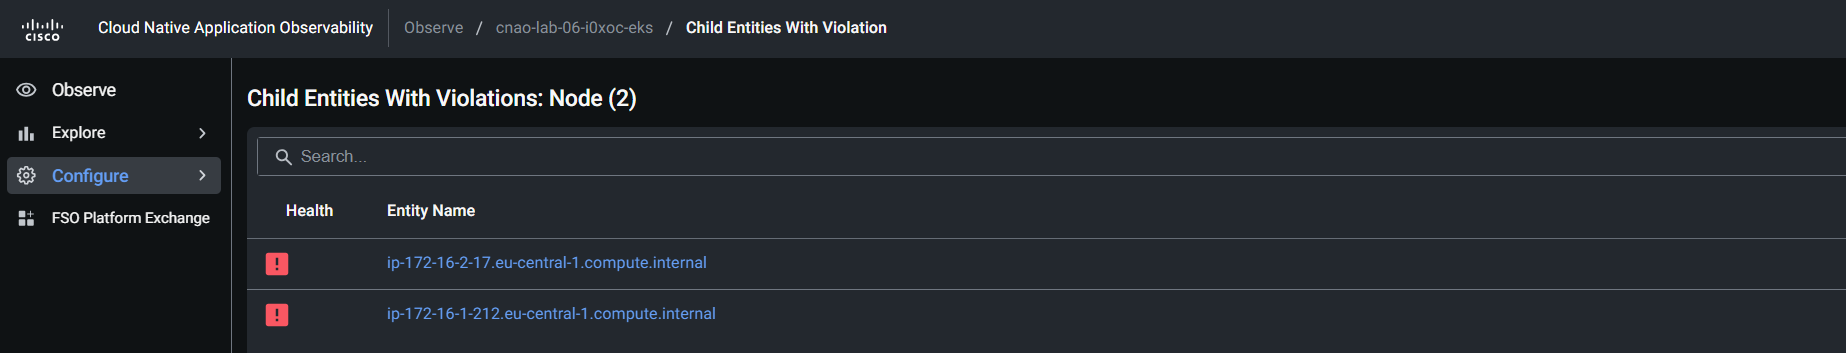 CISCO Cloud Native Application Observability Observe / cnao-lab-06-i0xoc-eks / Child Entities With Violation
Observe
Explore
Configure
FSO Platform Exchange
Child Entities With Violations: Node (2)
Search...
Health Entity Name
ip-172-16-2-17.eu-central-1.compute.internal
ip-172-16-1-212.eu-central-1.compute.internal